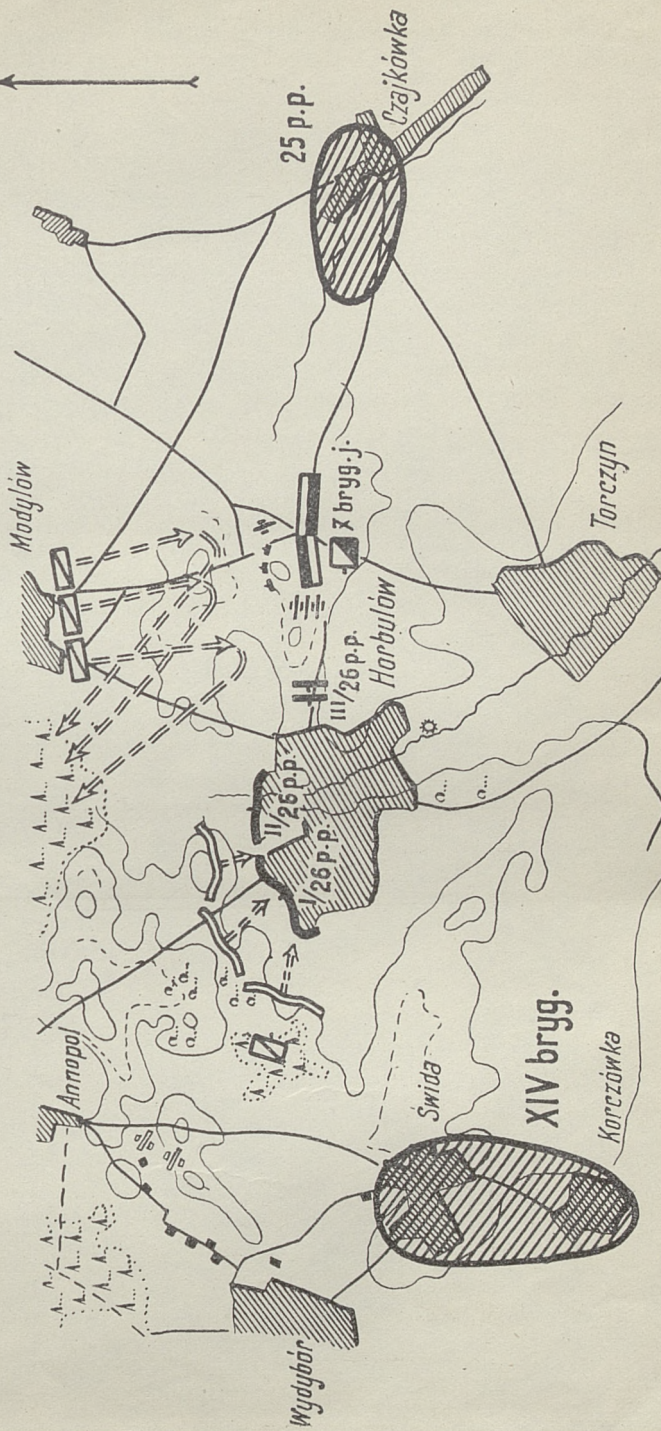 Czajkówka
25 p.p.
Modylów
X bryg. j.
Torczyn
III/26 p.p.
Horbulów
II/26 p.p.
I/26 p.p.
Annopol
Świda
XIV bryg.
Korczówka
Wydybór